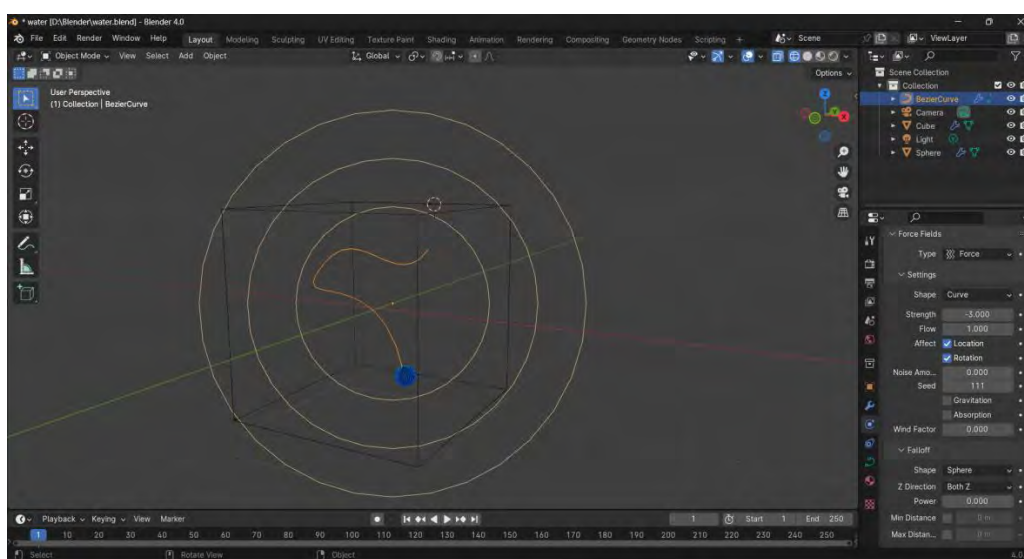 * water [D:\Blender\water.blend] - Blender 4.0
File Edit Render Window Help Layout Modeling Sculpting UV Editing Texture Paint Shading Animation Rendering Compositing Geometry Nodes Scripting + Scene ViewLayer
Object Mode View Select Add Object Global
Options
User Perspective
(1) Collection | BezierCurve
Z
Scene Collection
Collection
BezierCurve
Camera
Cube
Light
Sphere
Force Fields
Type Force
Settings
Shape Curve
Strength -3.000
Flow 1.000
Affect Location
Rotation
Noise Amo... 0.000
Seed 111
Gravitation
Absorption
Wind Factor 0.000
Falloff
Shape Sphere
Z Direction Both Z
Power 0.000
Min Distance 0 m
Max Distan... 0 m
Playback Keying View Marker 1 Start 1 End 250
1 10 20 30 40 50 60 70 80 90 100 110 120 130 140 150 160 170 180 190 200 210 220 230 240 250
Select Rotate View Object 4.0